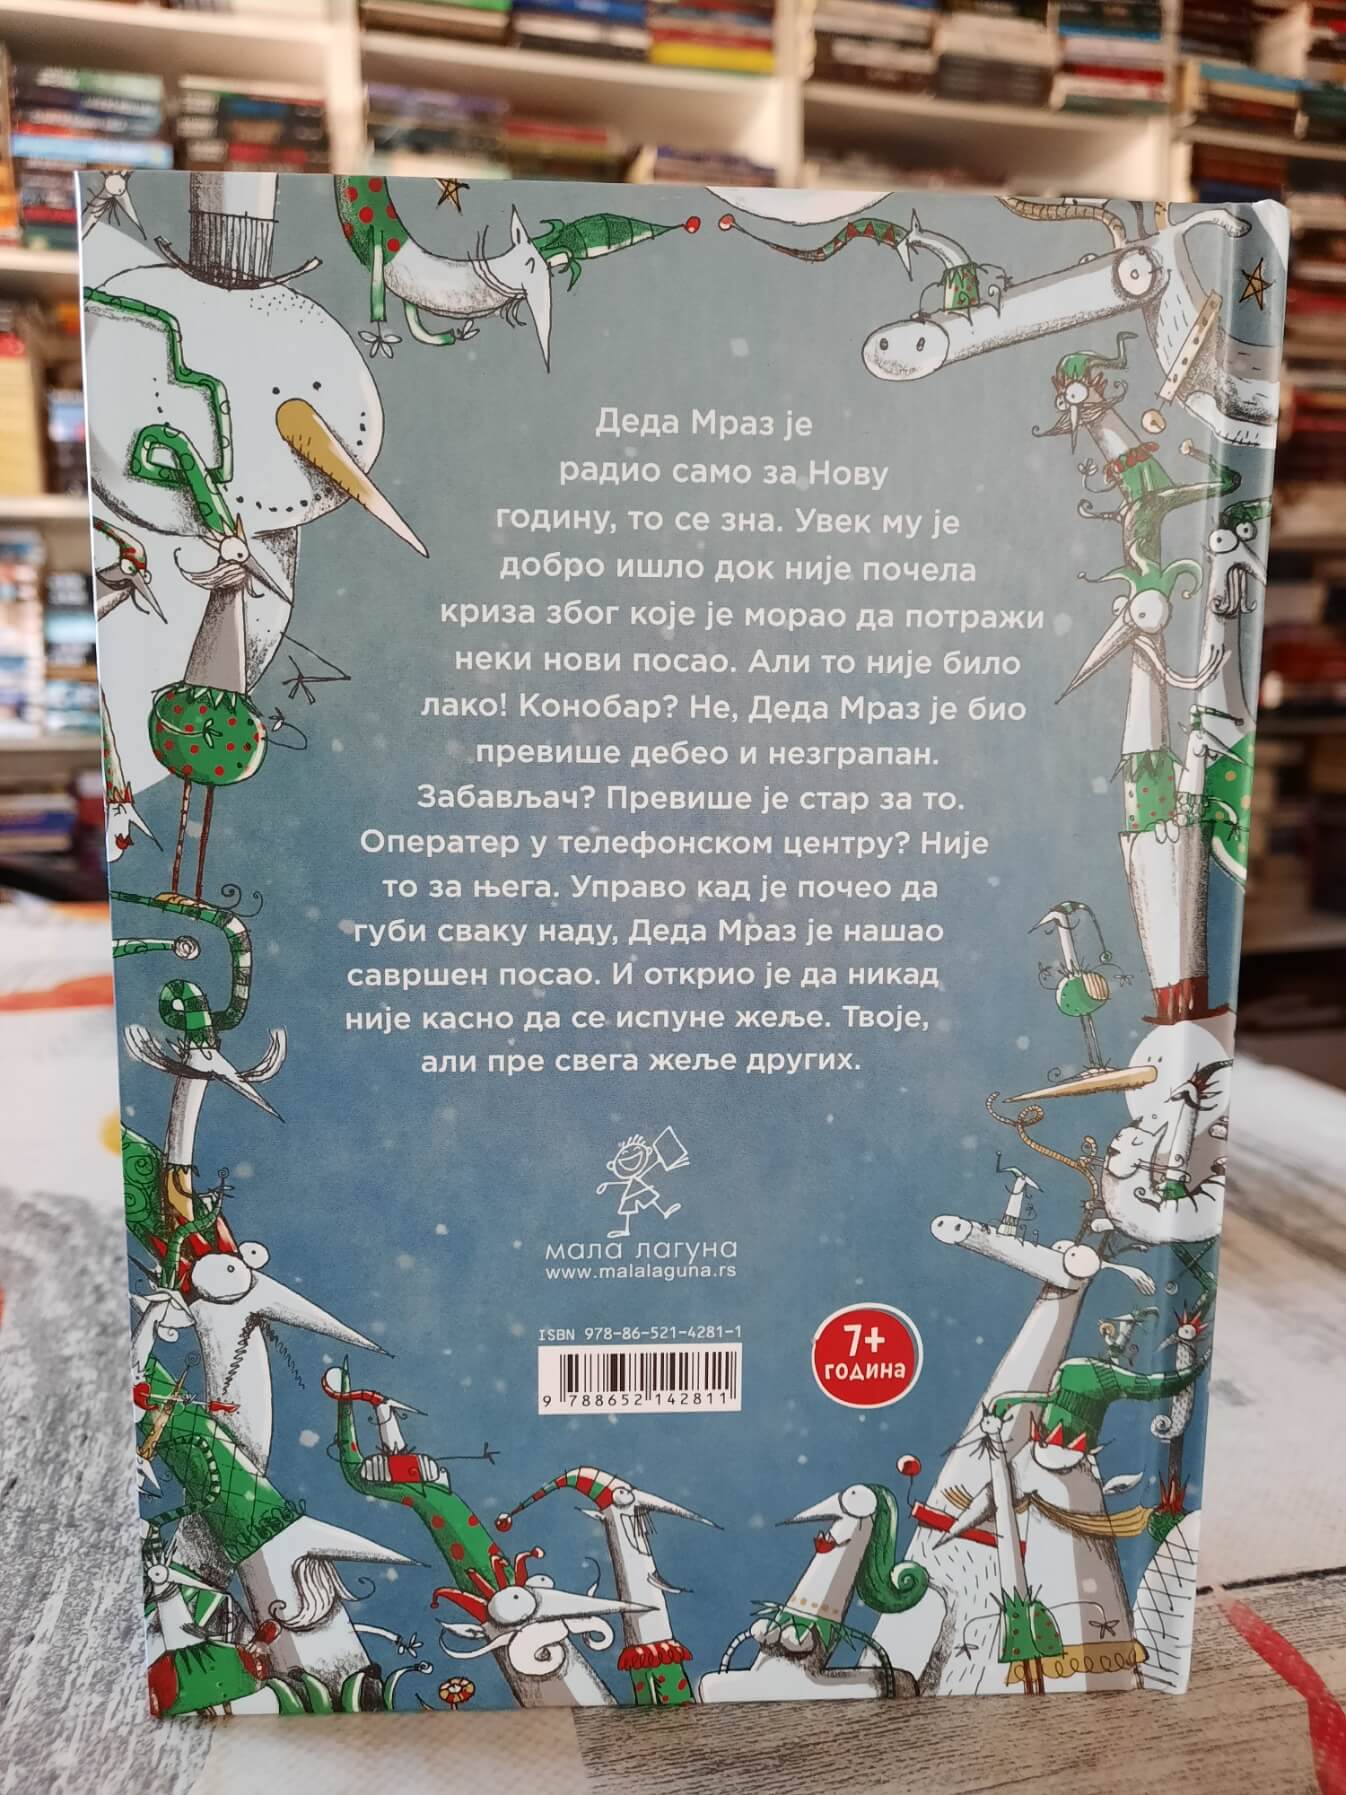 Деда Мраз је
радио само за Нову
годину, то се зна. Увек му је
добро ишло док није почела
криза због које је морао да потражи
неки нови посао. Али то није било
лако! Конобар? Не, Деда Мраз је био
превише дебео и незграпан.
Забављач? Превише је стар за то.
Оператер у телефонском центру? Није
то за њега. Управо кад је почео да
губи сваку наду, Деда Мраз је нашао
савршен посао. И открио је да никад
није касно да се испуне жеље. Твоје,
али пре свега жеље других.
мала лагуна
www.malalaguna.rs
ISBN 978-86-521-4281-1
9 788652 142811
7+
година